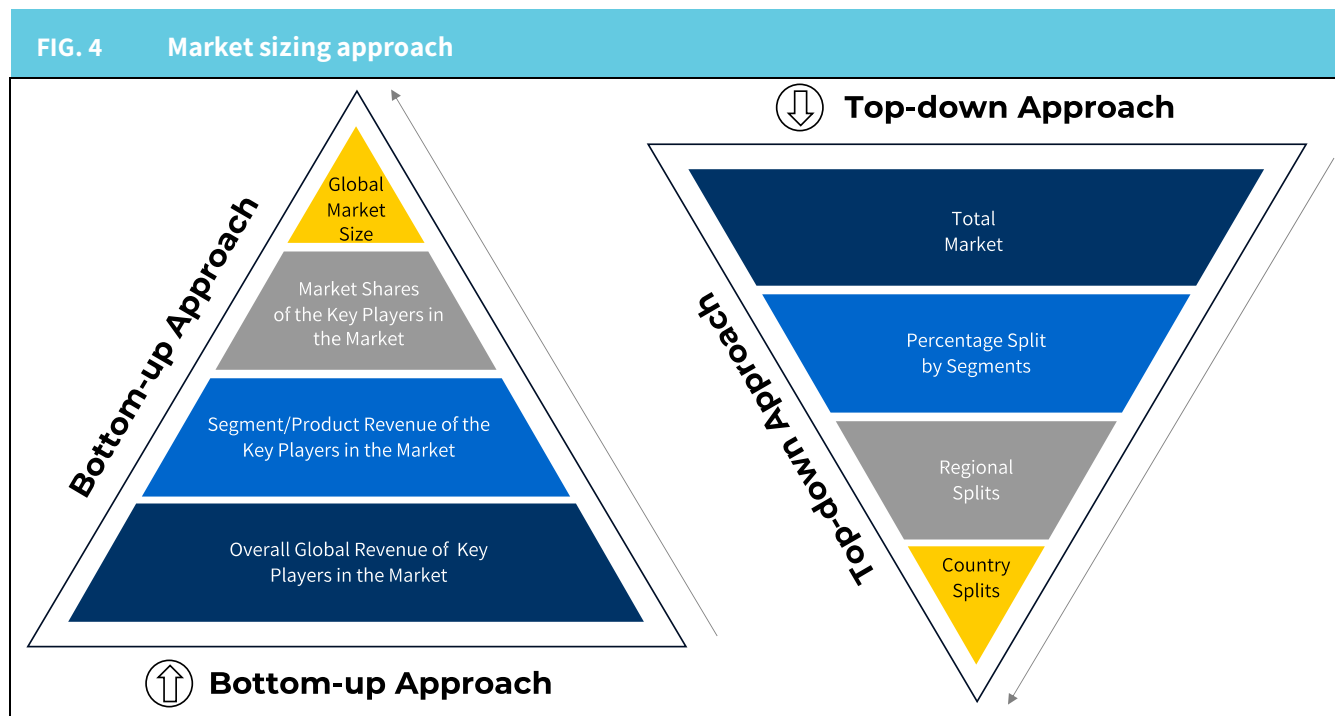 FIG. 4 Market sizing approach
Bottom-up Approach
Global
Market
Size
Market Shares
of the Key Players in
the Market
Segment/Product Revenue of the
Key Players in the Market
Overall Global Revenue of Key
Players in the Market
Bottom-up Approach
Top-down Approach
Total
Market
Percentage Split
by Segments
Regional
Splits
Country
Splits
Top-down Approach